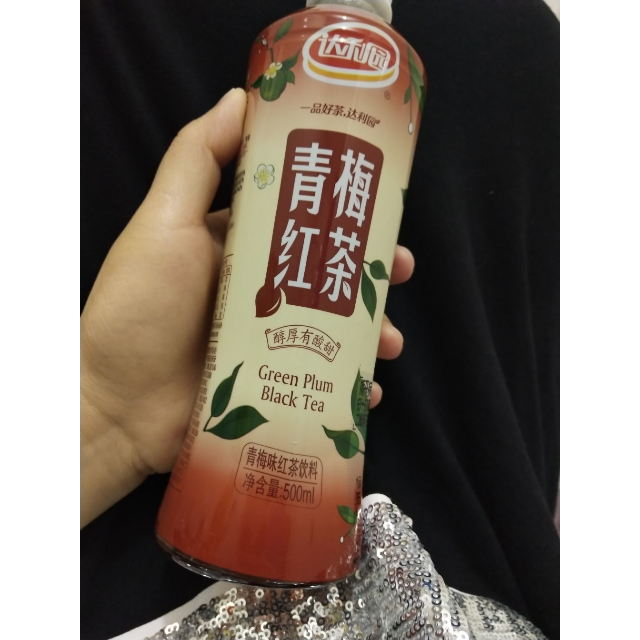 达利园
®
一品好茶,达利园
青梅
红茶
醇厚有酸甜
Green Plum
Black Tea
青梅味红茶饮料
净含量:500ml